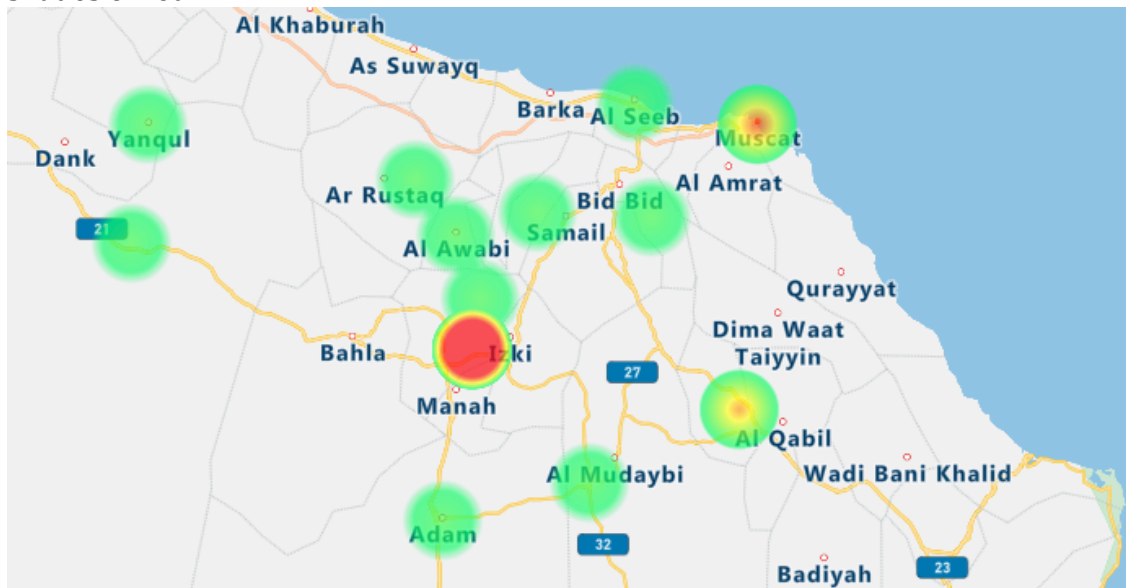 Al Khaburah
As Suwayq
Barka
Al Seeb
Muscat
Yanqul
Dank
Ar Rustaq
Bid Bid
Al Amrat
21
Al Awabi
Samail
Qurayyat
Dima Waat
Taiyyin
Bahla
Izki
27
Manah
Al Qabil
Al Mudaybi
Wadi Bani Khalid
Adam
32
Badiyah
23